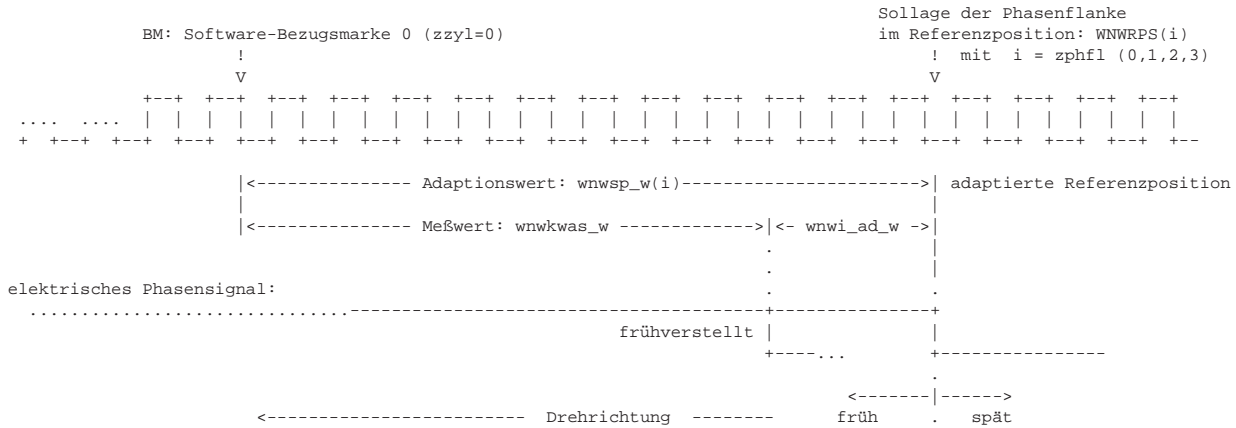 Sollage der Phasenflanke
BM: Software-Bezugsmarke 0 (zzyl=0) im Referenzposition: WNWRPS(i)
! ! mit i = zphfl (0,1,2,3)
V V
+--+ +--+ +--+ +--+ +--+ +--+ +--+ +--+ +--+ +--+ +--+ +--+ +--+ +--+ +--+ +--+ +--+
.... .... | | | | | | | | | | | | | | | | | | | | | | | | | | | | | | | | | |
+ +--+ +--+ +--+ +--+ +--+ +--+ +--+ +--+ +--+ +--+ +--+ +--+ +--+ +--+ +--+ +--+ +--+ +--
|<--------------- Adaptionswert: wnwsp_w(i)----------------------->| adaptierte Referenzposition
| |
|<--------------- Meßwert: wnwkwas_w ------------->|<- wnwi_ad_w ->|
. |
. |
elektrisches Phasensignal: . .
...............................----------------------------------------+---------------+
frühverstellt | |
+----... +----------------
.
<-------|------>
<------------------------- Drehrichtung -------- früh . spät